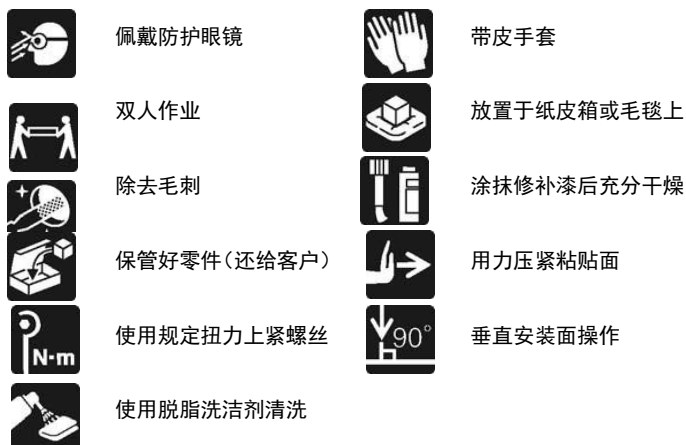 佩戴防护眼镜
带皮手套
双人作业
放置于纸皮箱或毛毯上
除去毛刺
涂抹修补漆后充分干燥
保管好零件（还给客户）
用力压紧粘贴面
N·m
使用规定扭力上紧螺丝
90°
垂直安装面操作
使用脱脂洗洁剂清洗